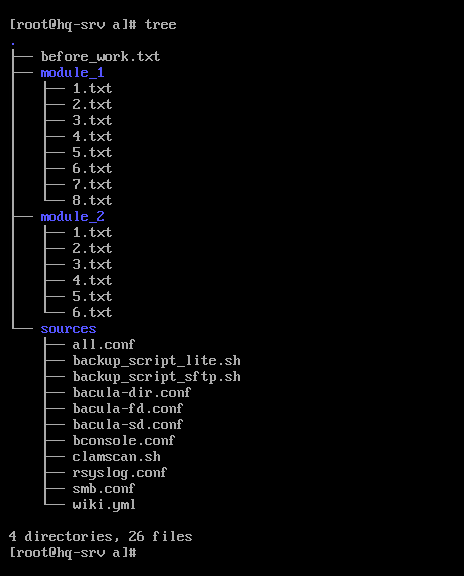 [root@hq-srv a]# tree
.
├── before_work.txt
├── module_1
│   ├── 1.txt
│   ├── 2.txt
│   ├── 3.txt
│   ├── 4.txt
│   ├── 5.txt
│   ├── 6.txt
│   ├── 7.txt
│   └── 8.txt
├── module_2
│   ├── 1.txt
│   ├── 2.txt
│   ├── 3.txt
│   ├── 4.txt
│   ├── 5.txt
│   └── 6.txt
└── sources
    ├── all.conf
    ├── backup_script_lite.sh
    ├── backup_script_sftp.sh
    ├── bacula-dir.conf
    ├── bacula-fd.conf
    ├── bacula-sd.conf
    ├── bconsole.conf
    ├── clamscan.sh
    ├── rsyslog.conf
    ├── smb.conf
    └── wiki.yml
4 directories, 26 files
[root@hq-srv a]#